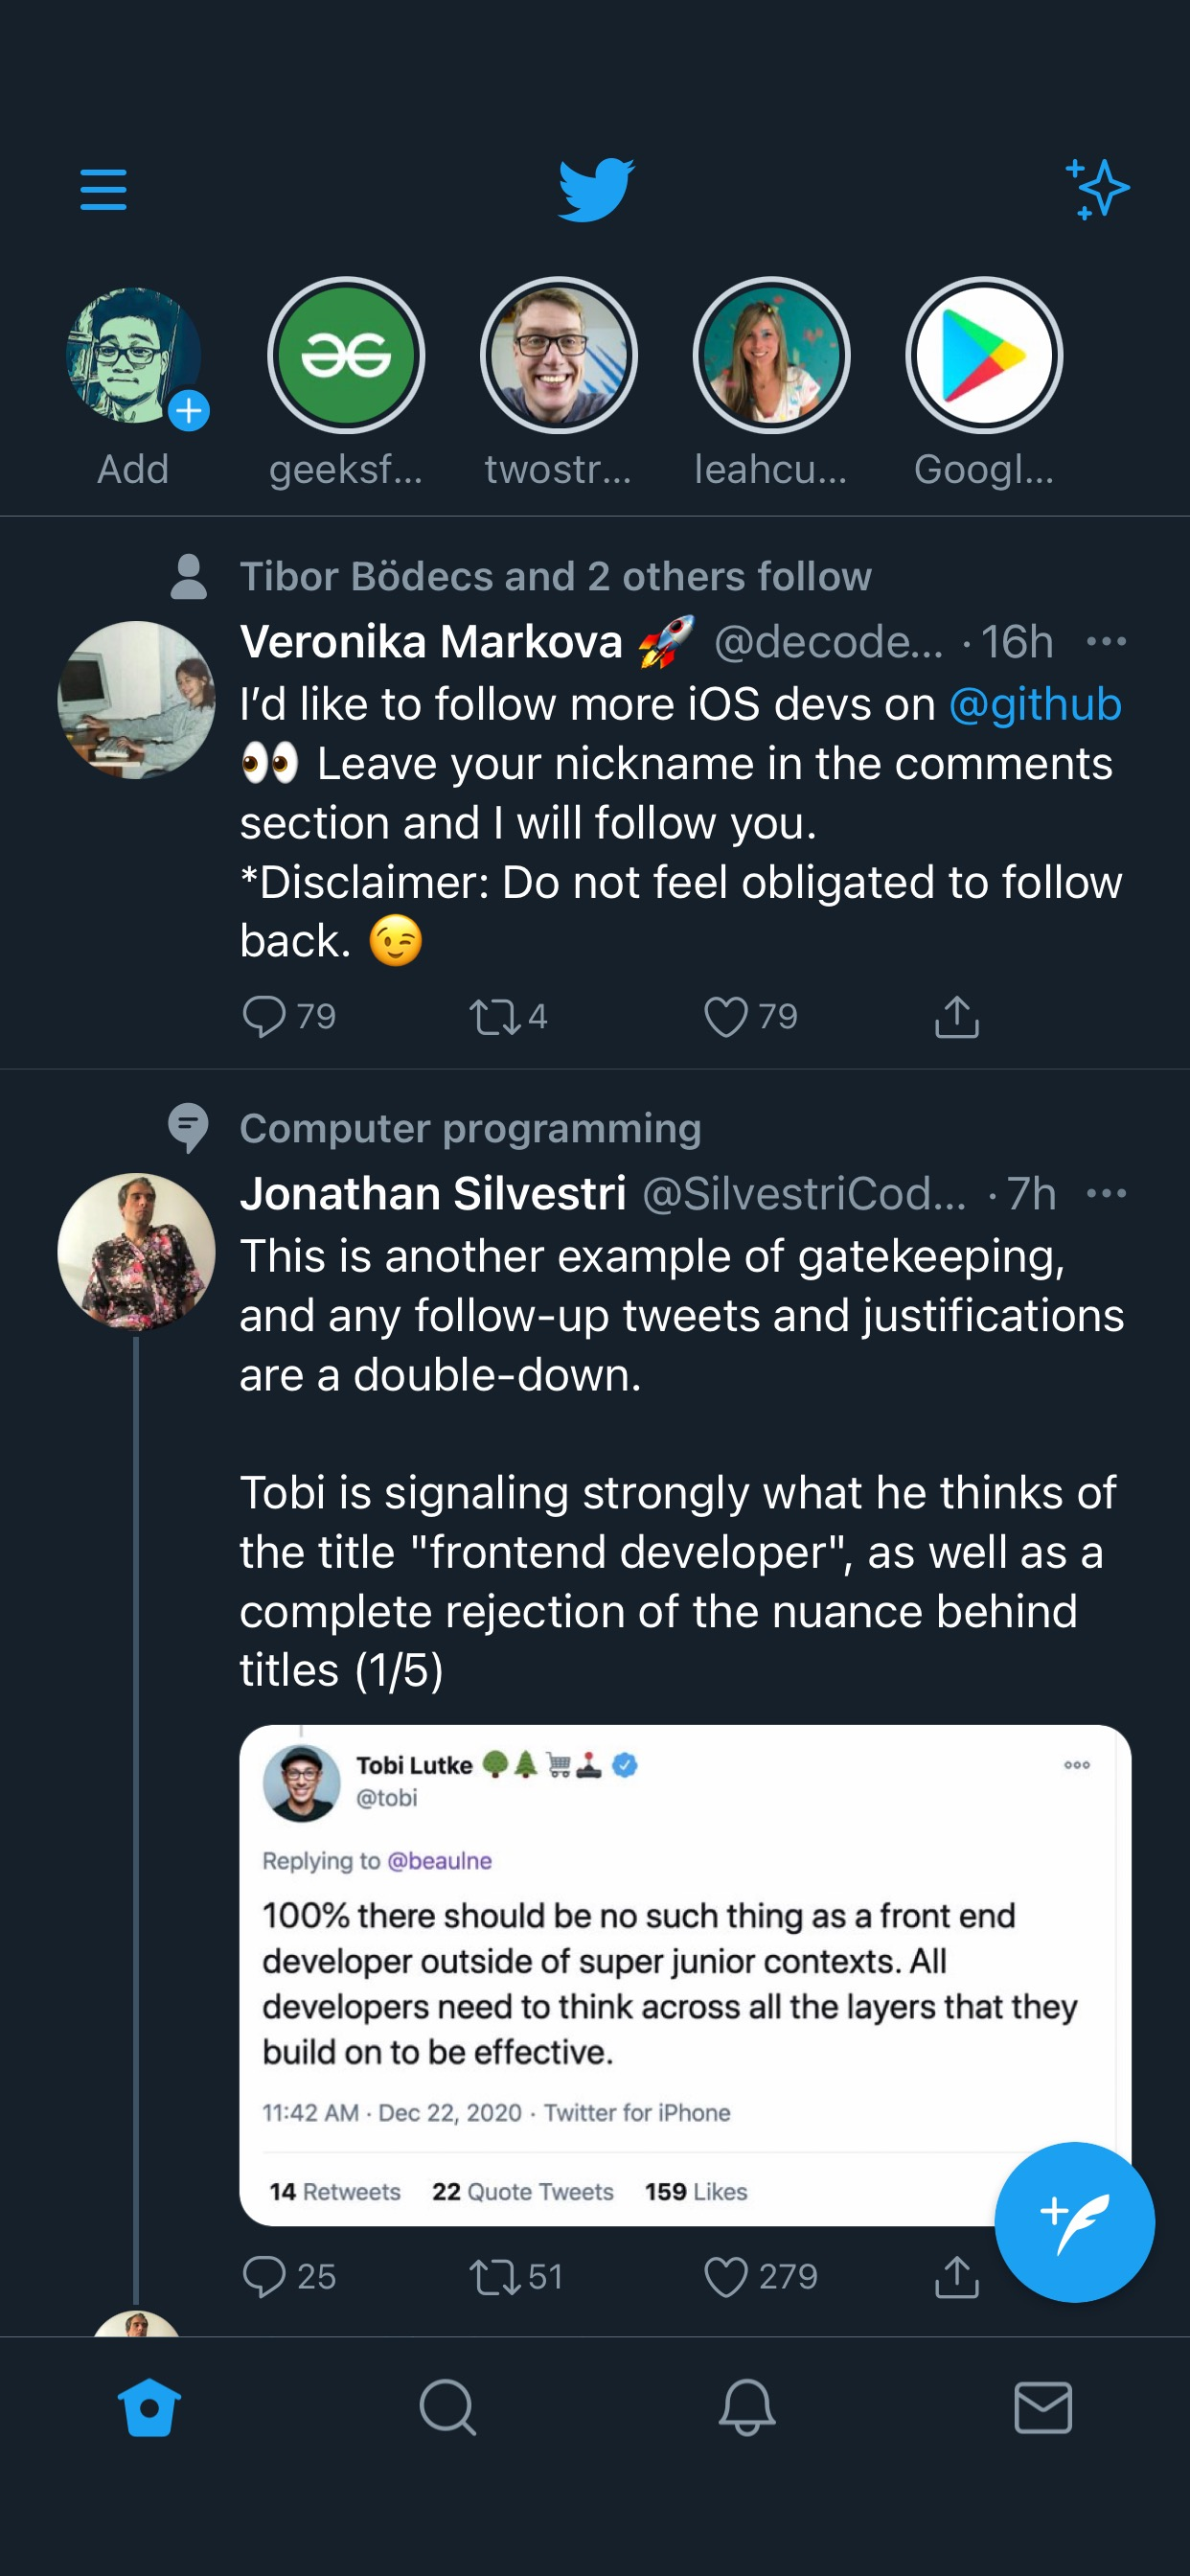 Add
geeksf...
twostr...
leahcu...
Googl...
Tibor Bödecs and 2 others follow
Veronika Markova 🚀 @decode... · 16h
I’d like to follow more iOS devs on @github
👀 Leave your nickname in the comments
section and I will follow you.
*Disclaimer: Do not feel obligated to follow
back. 😉
79 4 79
Computer programming
Jonathan Silvestri @SilvestriCod... · 7h
This is another example of gatekeeping,
and any follow-up tweets and justifications
are a double-down.
Tobi is signaling strongly what he thinks of
the title "frontend developer", as well as a
complete rejection of the nuance behind
titles (1/5)
Tobi Lutke 🌳🌲🛒🕹️
@tobi
Replying to @beaulne
100% there should be no such thing as a front end
developer outside of super junior contexts. All
developers need to think across all the layers that they
build on to be effective.
11:42 AM · Dec 22, 2020 · Twitter for iPhone
14 Retweets 22 Quote Tweets 159 Likes
25 51 279